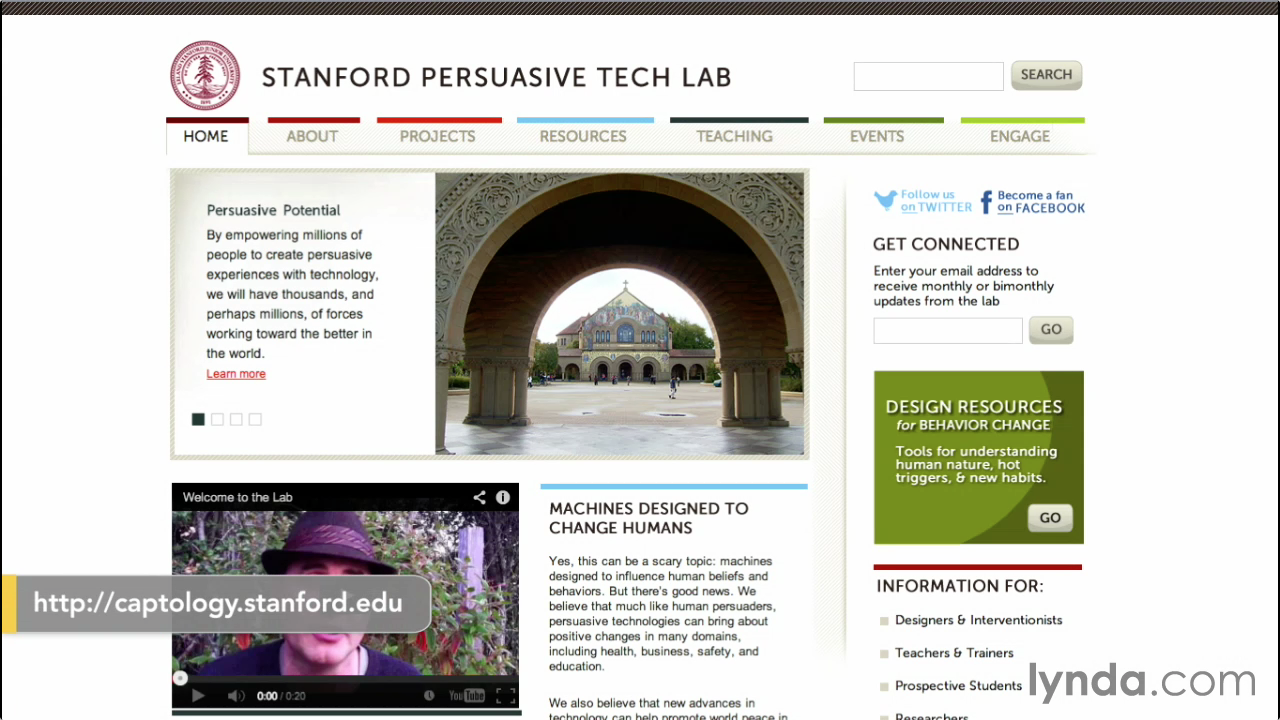 STANFORD PERSUASIVE TECH LAB
SEARCH
HOME
ABOUT
PROJECTS
RESOURCES
TEACHING
EVENTS
ENGAGE
Persuasive Potential
By empowering millions of
people to create persuasive
experiences with technology,
we will have thousands, and
perhaps millions, of forces
working toward the better in
the world.
Learn more
Follow us
on TWITTER
Become a fan
on FACEBOOK
GET CONNECTED
Enter your email address to
receive monthly or bimonthly
updates from the lab
GO
DESIGN RESOURCES
for BEHAVIOR CHANGE
Tools for understanding
human nature, hot
triggers, & new habits.
GO
Welcome to the Lab
http://captology.stanford.edu
0:00 / 0:20
YouTube
MACHINES DESIGNED TO
CHANGE HUMANS
Yes, this can be a scary topic: machines
designed to influence human beliefs and
behaviors. But there's good news. We
believe that much like human persuaders,
persuasive technologies can bring about
positive changes in many domains,
including health, business, safety, and
education.
We also believe that new advances in
technology can help promote world peace in
INFORMATION FOR:
Designers & Interventionists
Teachers & Trainers
Prospective Students
Researchers
lynda.com